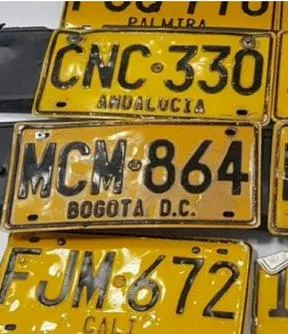 PALMIRA
CNC 330
ANDALUCIA
MCM 864
BOGOTA D.C.
FJM 672
CALI